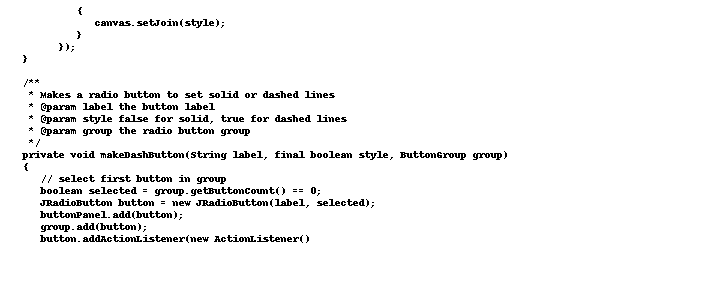 {
canvas.setJoin(style);
}
});
}
/**
* Makes a radio button to set solid or dashed lines
* @param label the button label
* @param style false for solid, true for dashed lines
* @param group the radio button group
*/
private void makeDashButton(String label, final boolean style, ButtonGroup group)
{
// select first button in group
boolean selected = group.getButtonCount() == 0;
JRadioButton button = new JRadioButton(label, selected);
buttonPanel.add(button);
group.add(button);
button.addActionListener(new ActionListener()